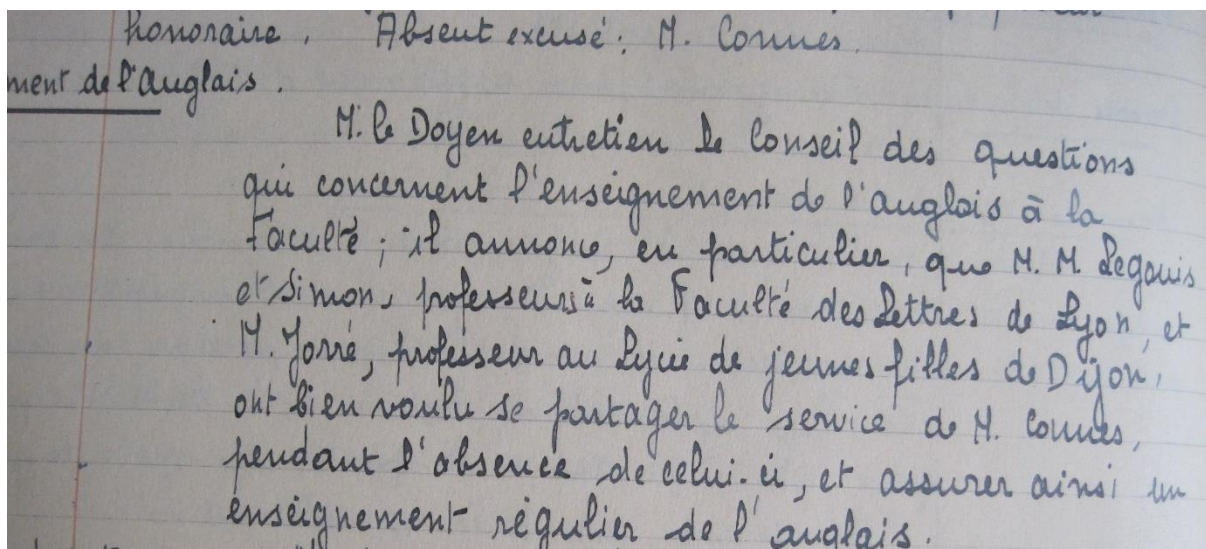 honoraire. Absent excusé: M. Connes.
ment de l'Anglais.
M. le Doyen entretien le Conseil des questions
qui concernent l'enseignement de l'anglais à la
Faculté; il annonce, en particulier, que M. M Legouis
et Simon, professeurs à la Faculté des Lettres de Lyon, et
M. Jorré, professeur au Lycée de jeunes filles de Dijon,
ont bien voulu se partager le service de M. Connes,
pendant l'absence de celui-ci, et assurer ainsi un
enseignement régulier de l'anglais.